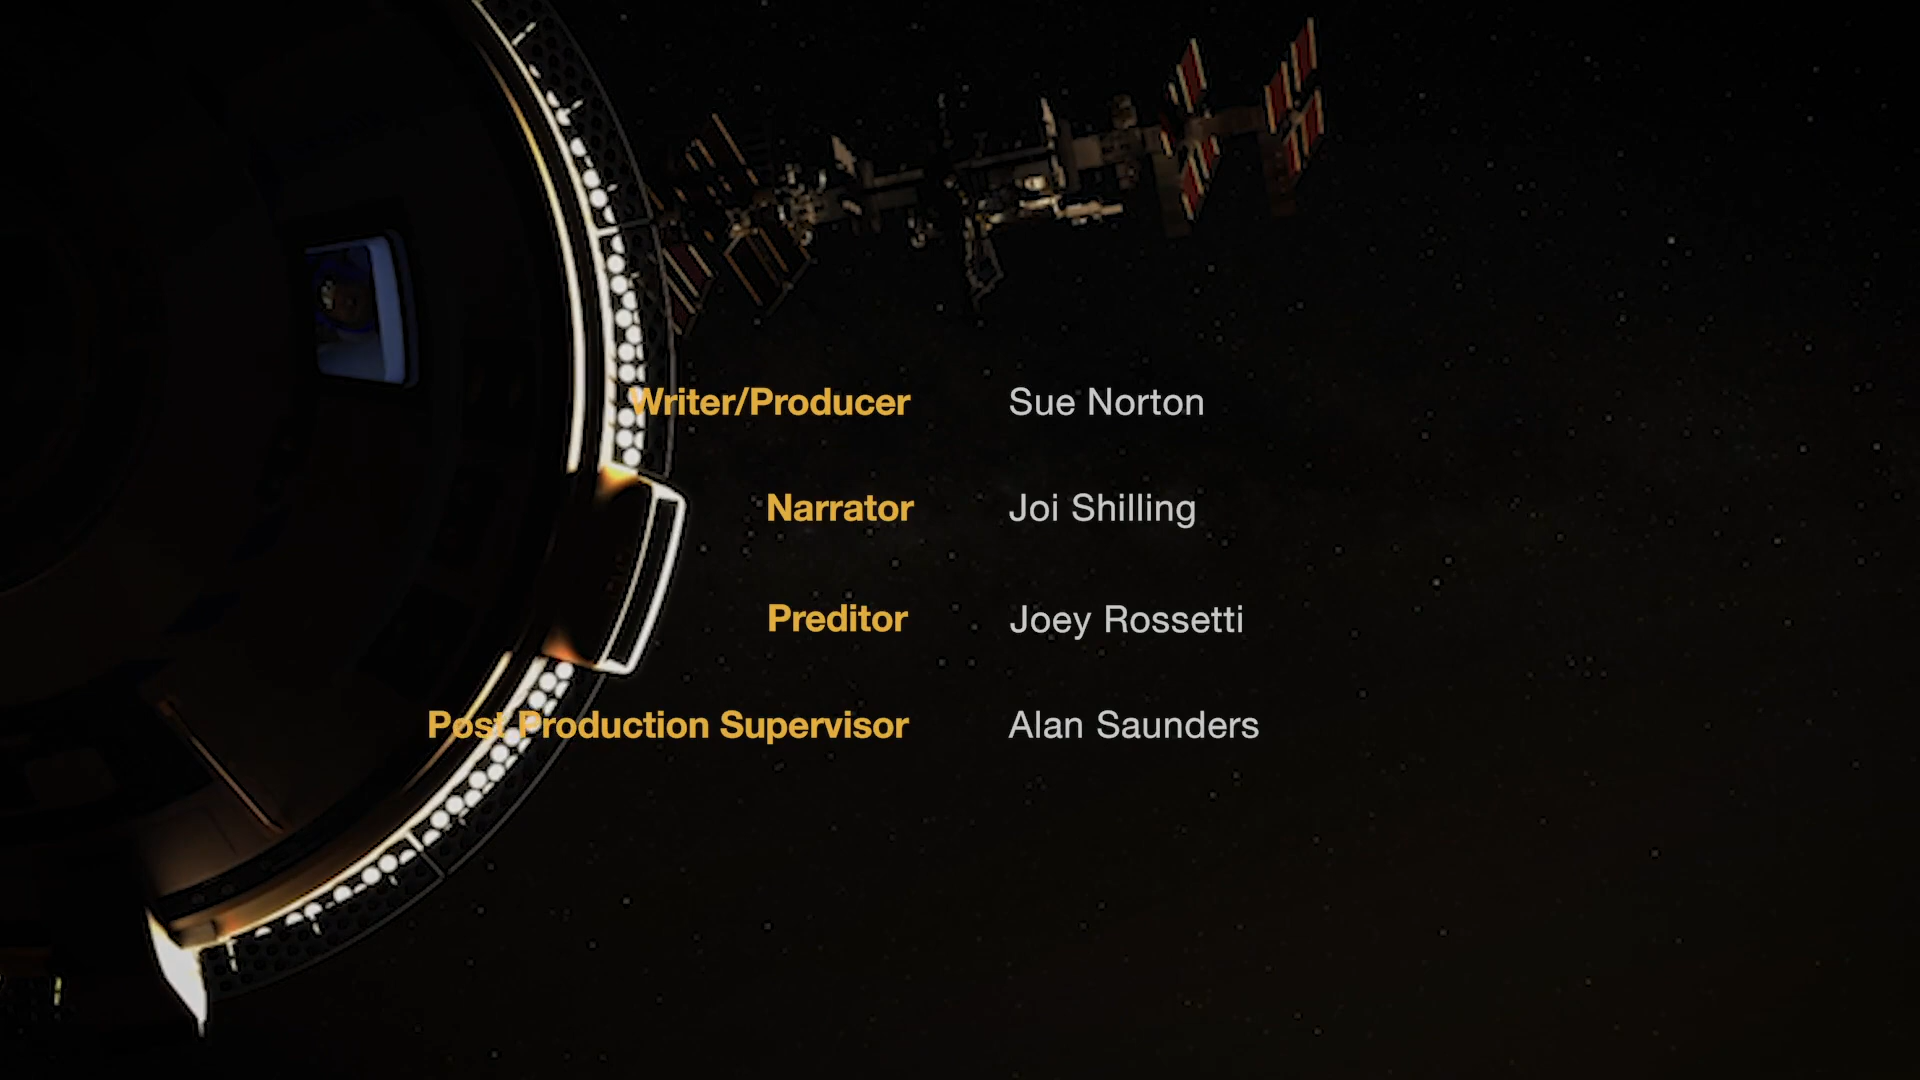 Writer/Producer Sue Norton
Narrator Joi Shilling
Preditor Joey Rossetti
Post Production Supervisor Alan Saunders